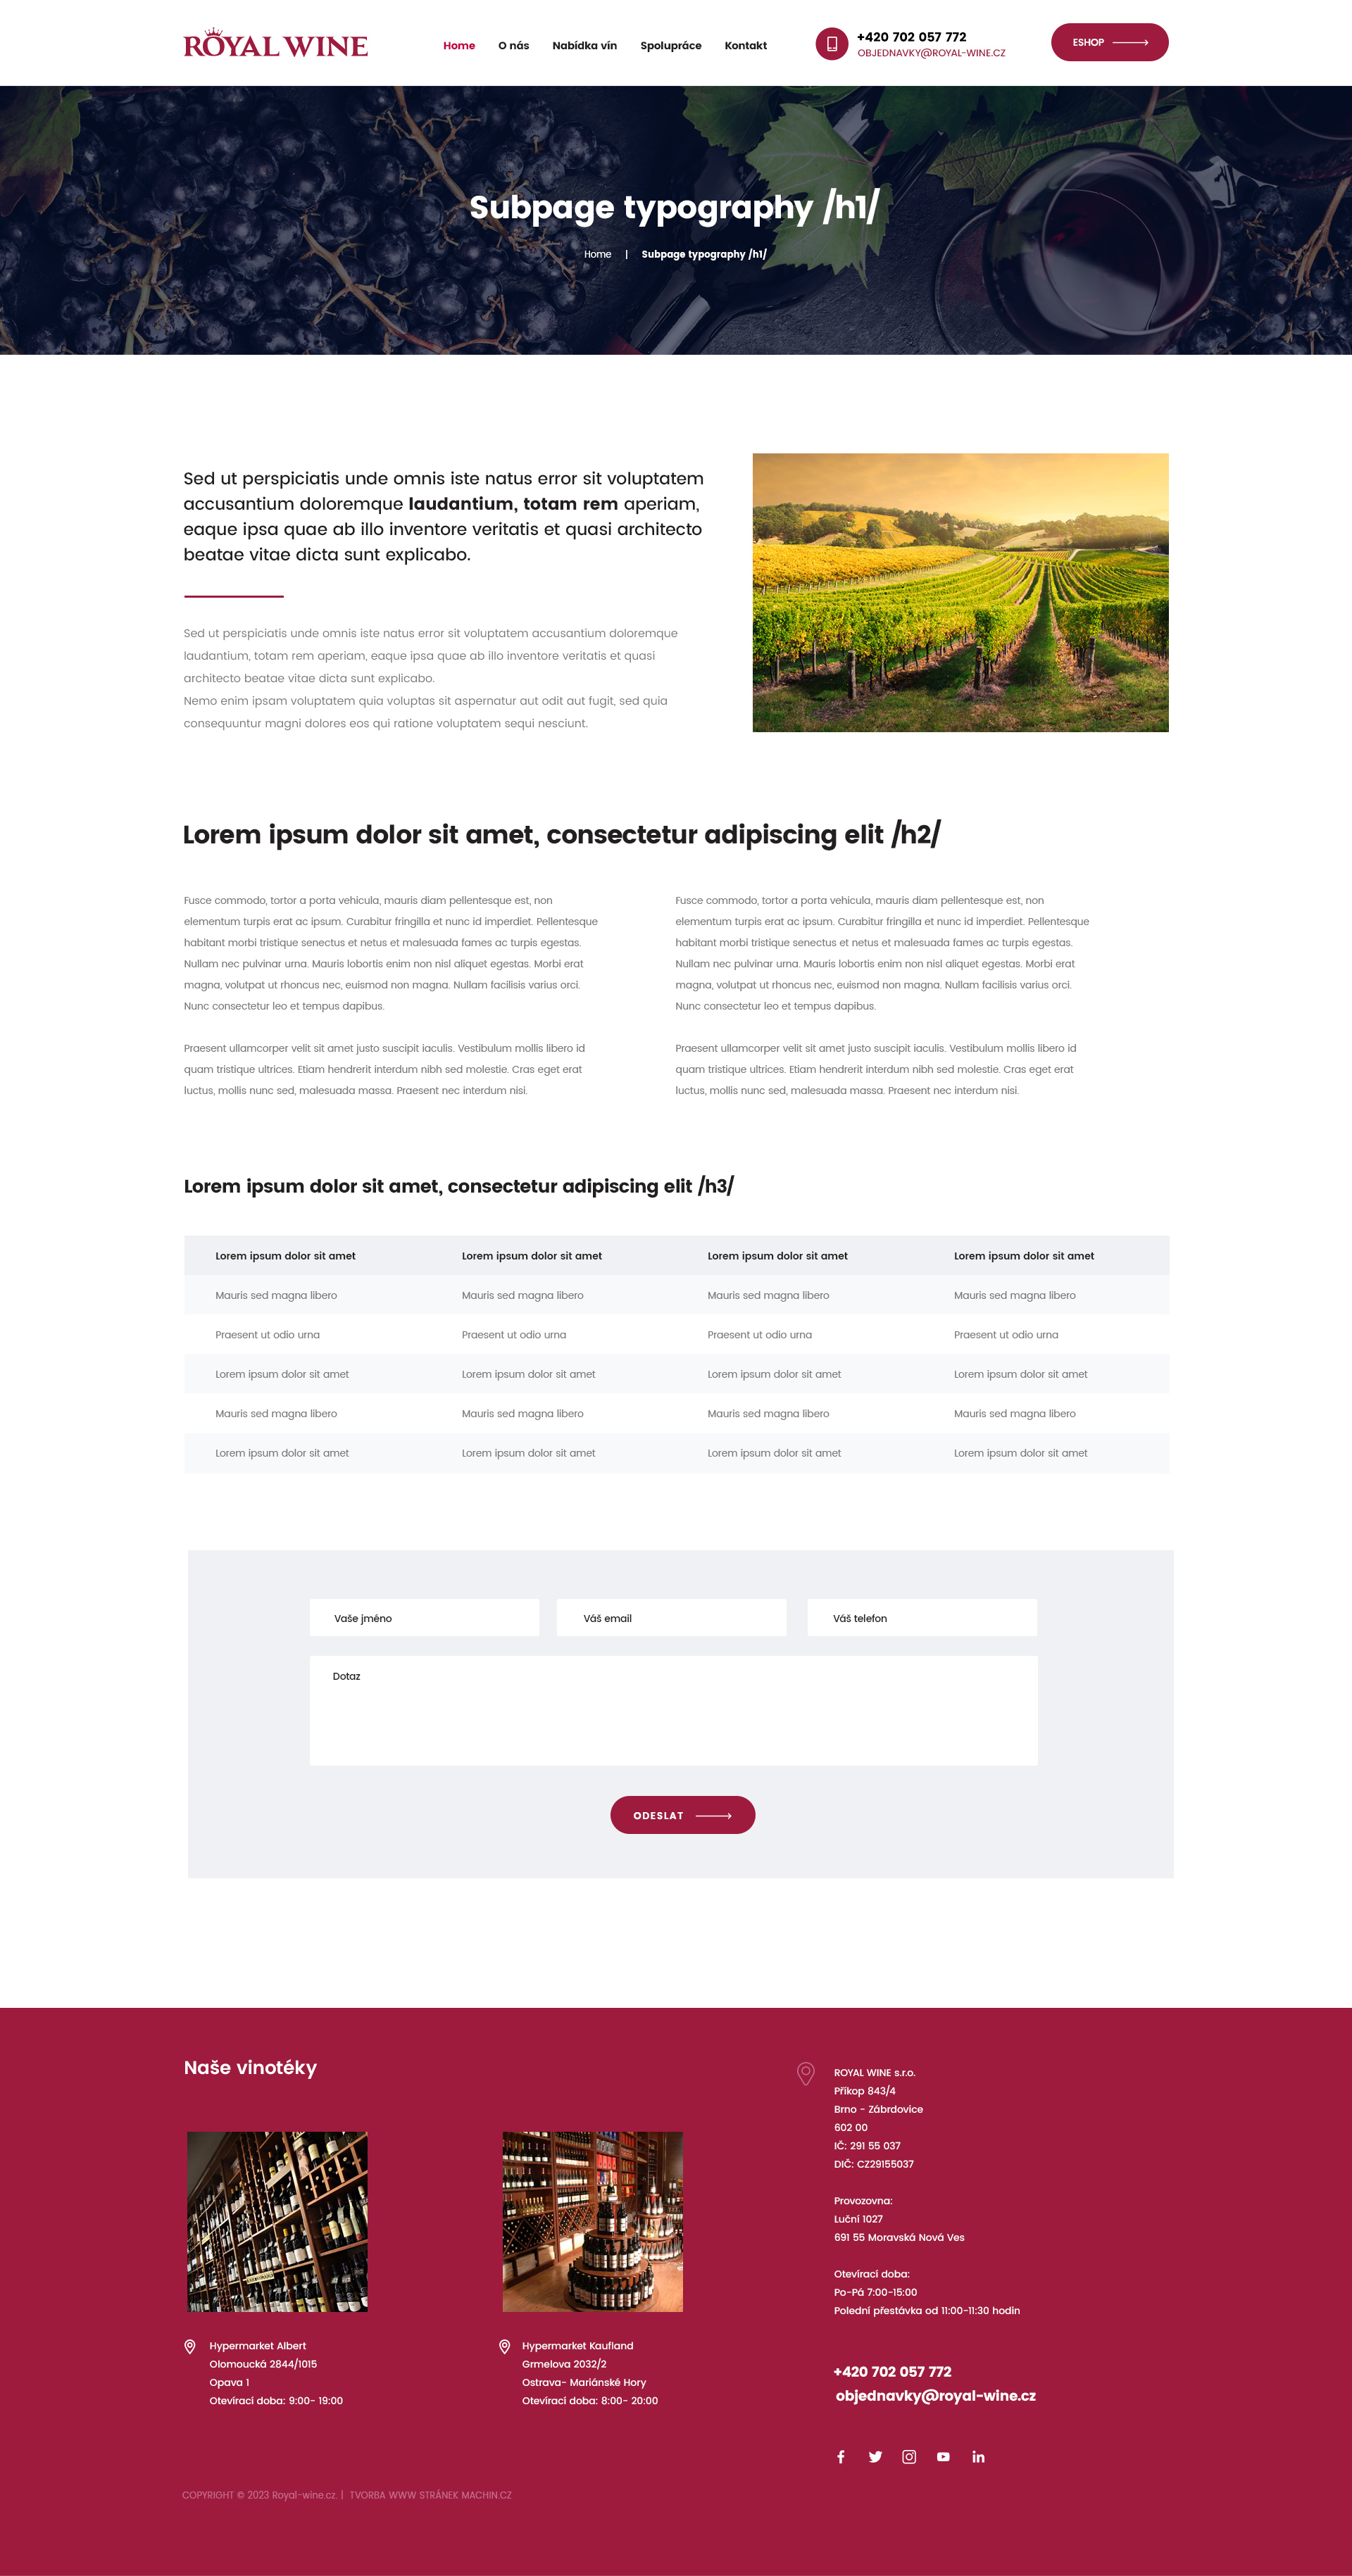 ROYAL WINE
Home O nás Nabídka vín Spolupráce Kontakt
+420 702 057 772
OBJEDNAVKY@ROYAL-WINE.CZ
ESHOP
Subpage typography /h1/
Home | Subpage typography /h1/
Sed ut perspiciatis unde omnis iste natus error sit voluptatem
accusantium doloremque laudantium, totam rem aperiam,
eaque ipsa quae ab illo inventore veritatis et quasi architecto
beatae vitae dicta sunt explicabo.
Sed ut perspiciatis unde omnis iste natus error sit voluptatem accusantium doloremque
laudantium, totam rem aperiam, eaque ipsa quae ab illo inventore veritatis et quasi
architecto beatae vitae dicta sunt explicabo.
Nemo enim ipsam voluptatem quia voluptas sit aspernatur aut odit aut fugit, sed quia
consequuntur magni dolores eos qui ratione voluptatem sequi nesciunt.
Lorem ipsum dolor sit amet, consectetur adipiscing elit /h2/
Fusce commodo, tortor a porta vehicula, mauris diam pellentesque est, non
elementum turpis erat ac ipsum. Curabitur fringilla et nunc id imperdiet. Pellentesque
habitant morbi tristique senectus et netus et malesuada fames ac turpis egestas.
Nullam nec pulvinar urna. Mauris lobortis enim non nisl aliquet egestas. Morbi erat
magna, volutpat ut rhoncus nec, euismod non magna. Nullam facilisis varius orci.
Nunc consectetur leo et tempus dapibus.
Praesent ullamcorper velit sit amet justo suscipit iaculis. Vestibulum mollis libero id
quam tristique ultrices. Etiam hendrerit interdum nibh sed molestie. Cras eget erat
luctus, mollis nunc sed, malesuada massa. Praesent nec interdum nisi.
Fusce commodo, tortor a porta vehicula, mauris diam pellentesque est, non
elementum turpis erat ac ipsum. Curabitur fringilla et nunc id imperdiet. Pellentesque
habitant morbi tristique senectus et netus et malesuada fames ac turpis egestas.
Nullam nec pulvinar urna. Mauris lobortis enim non nisl aliquet egestas. Morbi erat
magna, volutpat ut rhoncus nec, euismod non magna. Nullam facilisis varius orci.
Nunc consectetur leo et tempus dapibus.
Praesent ullamcorper velit sit amet justo suscipit iaculis. Vestibulum mollis libero id
quam tristique ultrices. Etiam hendrerit interdum nibh sed molestie. Cras eget erat
luctus, mollis nunc sed, malesuada massa. Praesent nec interdum nisi.
Lorem ipsum dolor sit amet, consectetur adipiscing elit /h3/
Lorem ipsum dolor sit amet Lorem ipsum dolor sit amet Lorem ipsum dolor sit amet Lorem ipsum dolor sit amet
Mauris sed magna libero Mauris sed magna libero Mauris sed magna libero Mauris sed magna libero
Praesent ut odio urna Praesent ut odio urna Praesent ut odio urna Praesent ut odio urna
Lorem ipsum dolor sit amet Lorem ipsum dolor sit amet Lorem ipsum dolor sit amet Lorem ipsum dolor sit amet
Mauris sed magna libero Mauris sed magna libero Mauris sed magna libero Mauris sed magna libero
Lorem ipsum dolor sit amet Lorem ipsum dolor sit amet Lorem ipsum dolor sit amet Lorem ipsum dolor sit amet
Vaše jméno Váš email Váš telefon
Dotaz
ODESLAT
Naše vinotéky
Hypermarket Albert
Olomoucká 2844/1015
Opava 1
Otevírací doba: 9:00- 19:00
Hypermarket Kaufland
Grmelova 2032/2
Ostrava- Mariánské Hory
Otevírací doba: 8:00- 20:00
ROYAL WINE s.r.o.
Příkop 843/4
Brno - Zábrdovice
602 00
IČ: 291 55 037
DIČ: CZ29155037
Provozovna:
Luční 1027
691 55 Moravská Nová Ves
Otevírací doba:
Po-Pá 7:00-15:00
Polední přestávka od 11:00-11:30 hodin
+420 702 057 772
objednavky@royal-wine.cz
COPYRIGHT © 2023 Royal-wine.cz. | TVORBA WWW STRÁNEK MACHIN.CZ